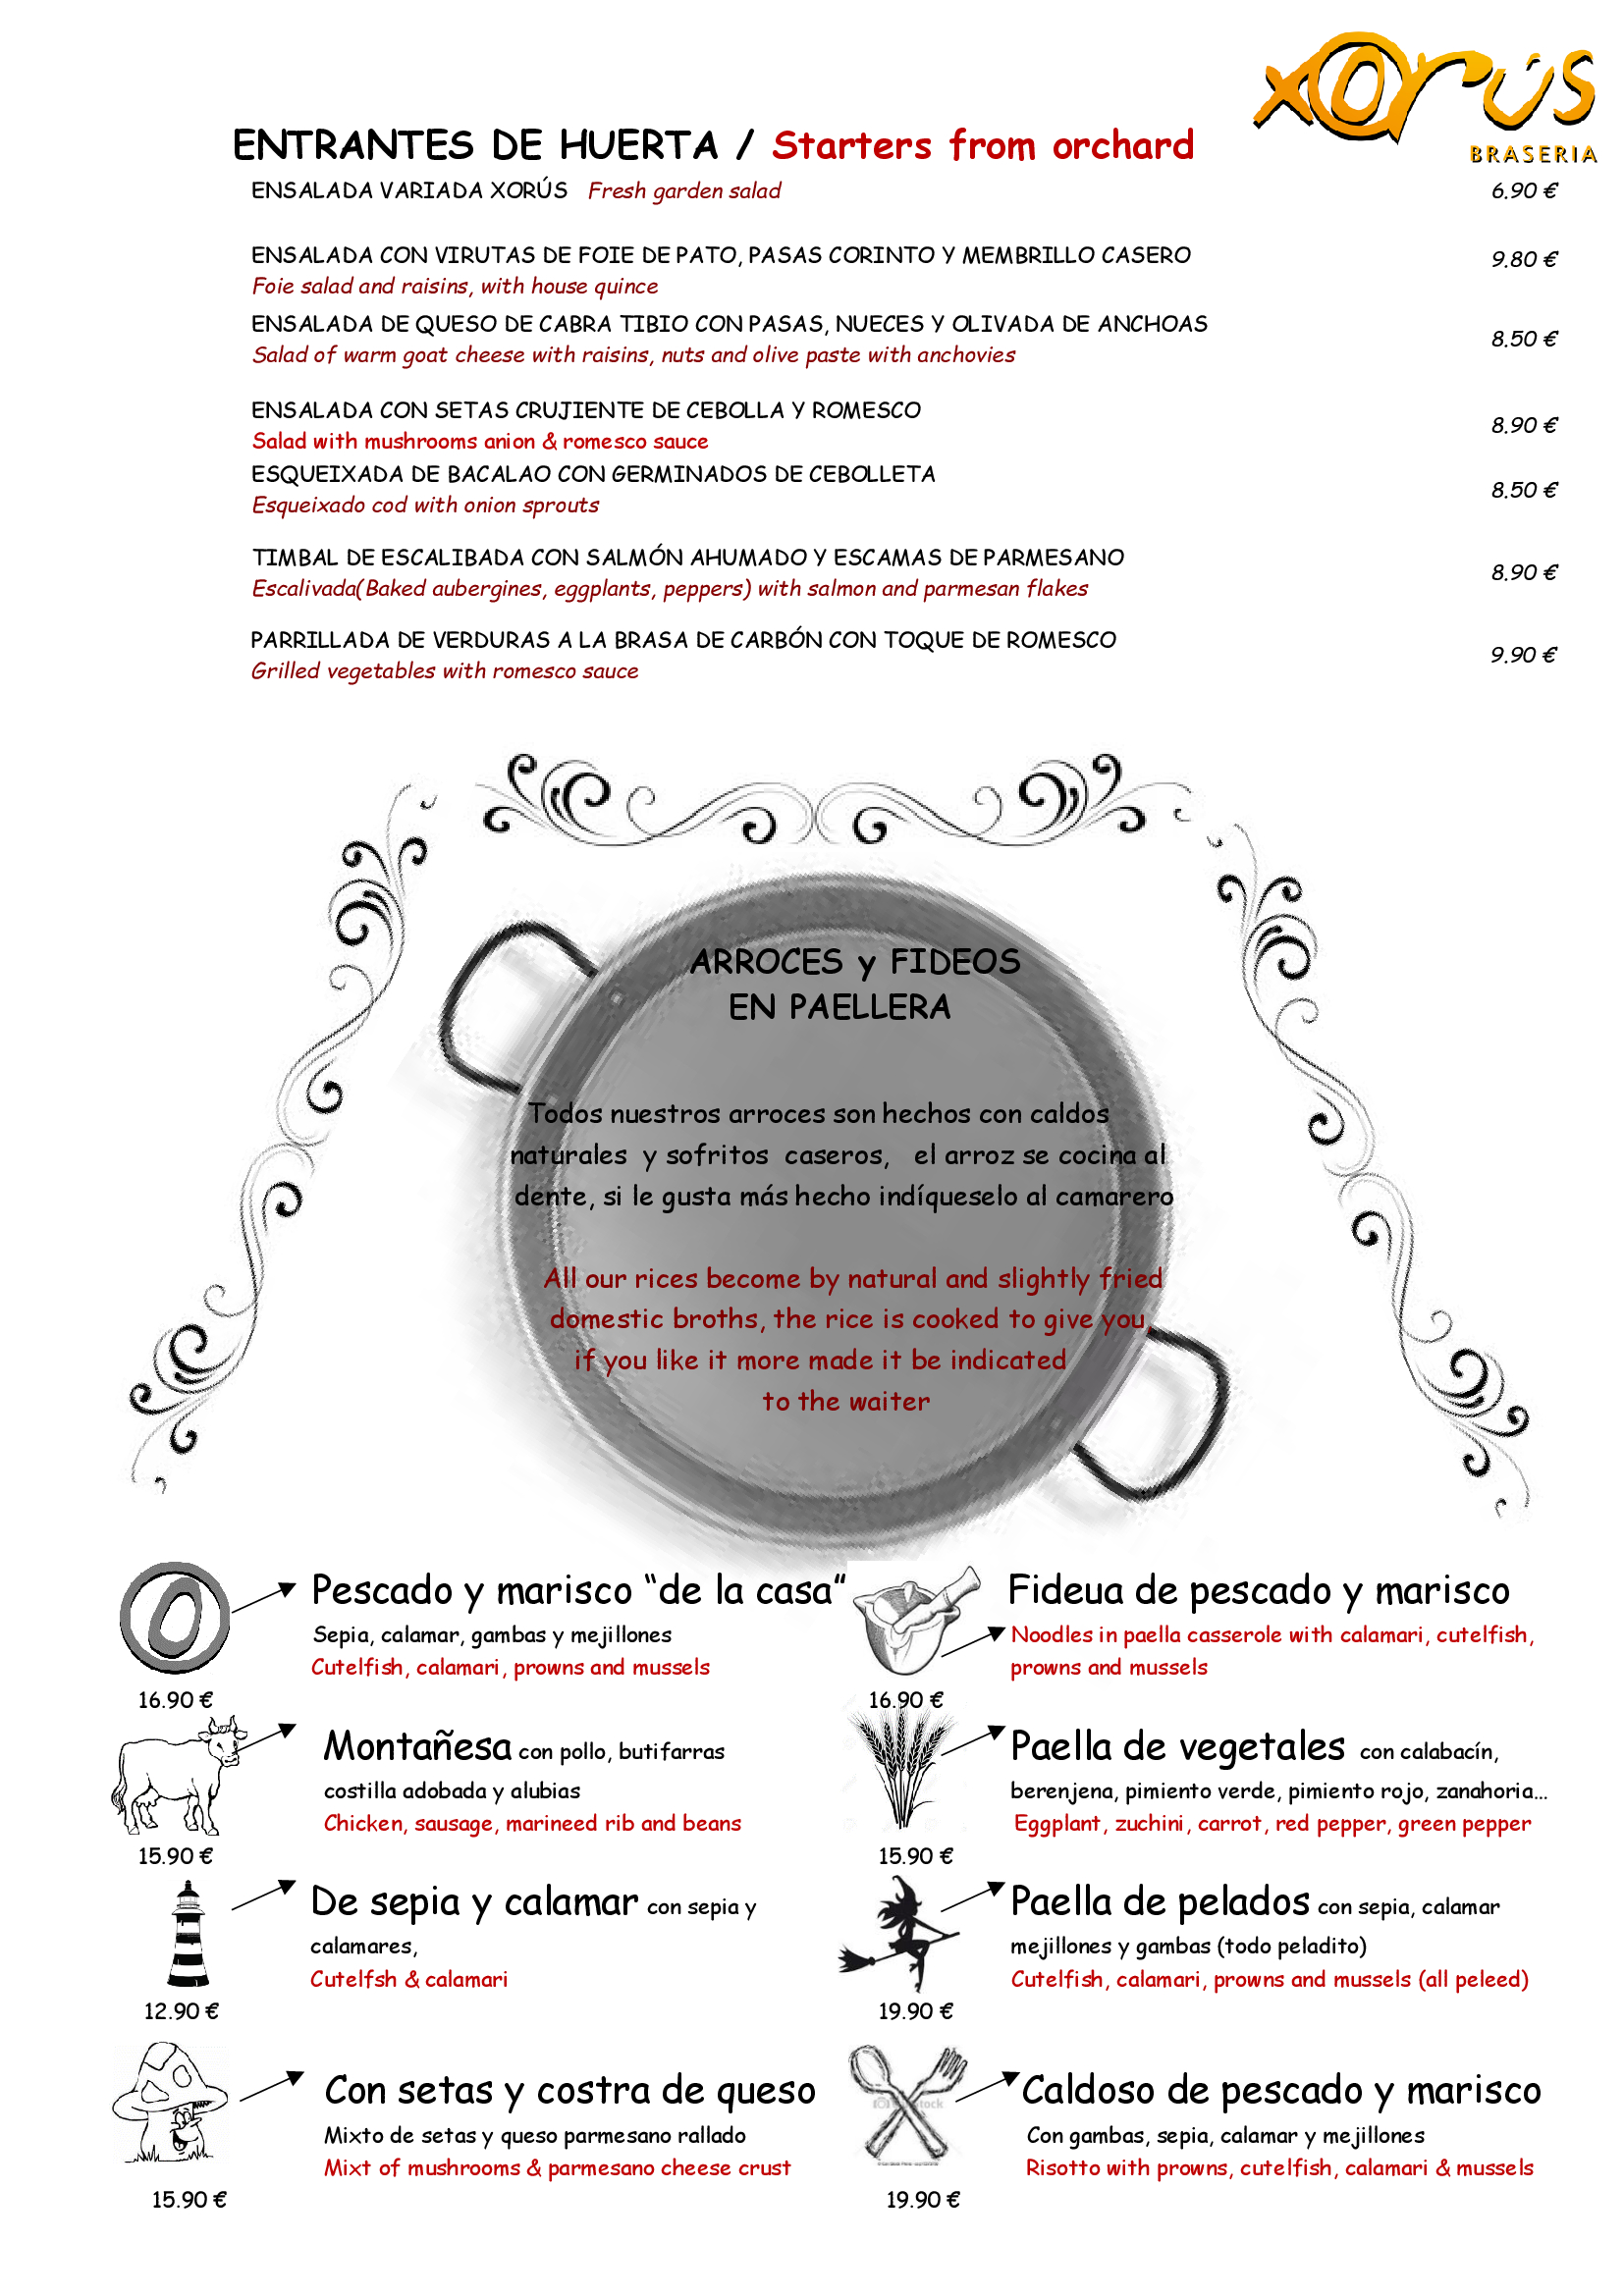 xorús
BRASERIA
ENTRANTES DE HUERTA / Starters from orchard
ENSALADA VARIADA XORÚS Fresh garden salad 6.90 €
ENSALADA CON VIRUTAS DE FOIE DE PATO, PASAS CORINTO Y MEMBRILLO CASERO 9.80 €
Foie salad and raisins, with house quince
ENSALADA DE QUESO DE CABRA TIBIO CON PASAS, NUECES Y OLIVADA DE ANCHOAS 8.50 €
Salad of warm goat cheese with raisins, nuts and olive paste with anchovies
ENSALADA CON SETAS CRUJIENTE DE CEBOLLA Y ROMESCO 8.90 €
Salad with mushrooms anion & romesco sauce
ESQUEIXADA DE BACALAO CON GERMINADOS DE CEBOLLETA 8.50 €
Esqueixado cod with onion sprouts
TIMBAL DE ESCALIBADA CON SALMÓN AHUMADO Y ESCAMAS DE PARMESANO 8.90 €
Escalivada(Baked aubergines, eggplants, peppers) with salmon and parmesan flakes
PARRILLADA DE VERDURAS A LA BRASA DE CARBÓN CON TOQUE DE ROMESCO 9.90 €
Grilled vegetables with romesco sauce
ARROCES y FIDEOS
EN PAELLERA
Todos nuestros arroces son hechos con caldos
naturales y sofritos caseros, el arroz se cocina al
dente, si le gusta más hecho indíqueselo al camarero
All our rices become by natural and slightly fried
domestic broths, the rice is cooked to give you,
if you like it more made it be indicated
to the waiter
Pescado y marisco “de la casa”
Sepia, calamar, gambas y mejillones
Cutelfish, calamari, prowns and mussels
16.90 €
Fideua de pescado y marisco
Noodles in paella casserole with calamari, cutelfish,
prowns and mussels
16.90 €
Montañesa con pollo, butifarras
costilla adobada y alubias
Chicken, sausage, marineed rib and beans
15.90 €
Paella de vegetales con calabacín,
berenjena, pimiento verde, pimiento rojo, zanahoria…
Eggplant, zuchini, carrot, red pepper, green pepper
15.90 €
De sepia y calamar con sepia y
calamares,
Cutelfsh & calamari
12.90 €
Paella de pelados con sepia, calamar
mejillones y gambas (todo peladito)
Cutelfish, calamari, prowns and mussels (all peleed)
19.90 €
Con setas y costra de queso
Mixto de setas y queso parmesano rallado
Mixt of mushrooms & parmesano cheese crust
15.90 €
Caldoso de pescado y marisco
Con gambas, sepia, calamar y mejillones
Risotto with prowns, cutelfish, calamari & mussels
19.90 €